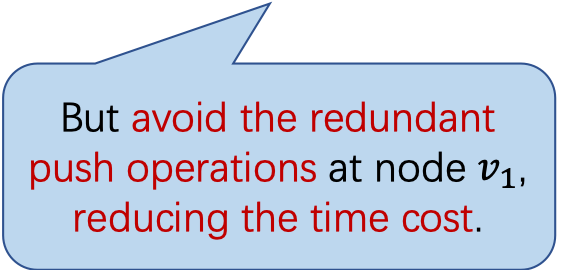 But avoid the redundant
push operations at node v₁,
reducing the time cost.